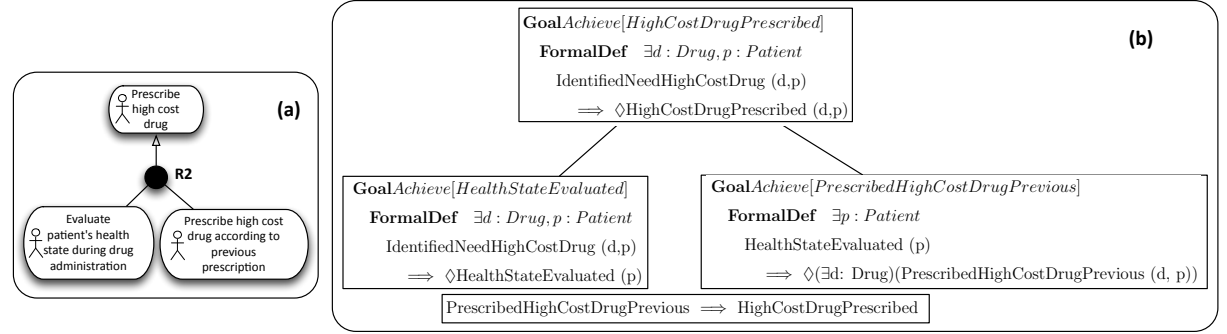 Prescribe
high cost
drug
(a)
R2
Evaluate
patient's health
state during drug
administration
Prescribe high cost
drug according to
previous
prescription
(b)
GoalAchieve[HighCostDrugPrescribed]
FormalDef ∃d : Drug, p : Patient
IdentifiedNeedHighCostDrug (d,p)
⟹ ◊HighCostDrugPrescribed (d,p)
GoalAchieve[HealthStateEvaluated]
FormalDef ∃d : Drug, p : Patient
IdentifiedNeedHighCostDrug (d,p)
⟹ ◊HealthStateEvaluated (p)
GoalAchieve[PrescribedHighCostDrugPrevious]
FormalDef ∃p : Patient
HealthStateEvaluated (p)
⟹ ◊(∃d: Drug)(PrescribedHighCostDrugPrevious (d, p))
PrescribedHighCostDrugPrevious ⟹ HighCostDrugPrescribed